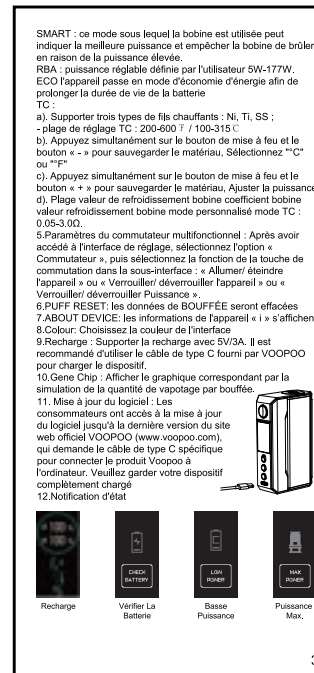 SMART : ce mode sous lequel la bobine est utilisée peut
indiquer la meilleure puissance et empêcher la bobine de brûler
en raison de la puissance élevée.
RBA : puissance réglable définie par l'utilisateur 5W-177W.
ECO l'appareil passe en mode d'économie d'énergie afin de
prolonger la durée de vie de la batterie
TC :
a). Supporter trois types de fils chauffants : Ni, Ti, SS ;
- plage de réglage TC : 200-600 ℉ / 100-315 C
b). Appuyez simultanément sur le bouton de mise à feu et le
bouton « - » pour sauvegarder le matériau, Sélectionnez "°C"
ou "°F"
c). Appuyez simultanément sur le bouton de mise à feu et le
bouton « + » pour sauvegarder le matériau, Ajuster la puissance
d). Plage valeur de refroidissement bobine coefficient bobine
valeur refroidissement bobine mode personnalisé mode TC :
0.05-3.0Ω.
5.Paramètres du commutateur multifonctionnel : Après avoir
accédé à l'interface de réglage, sélectionnez l'option «
Commutateur », puis sélectionnez la fonction de la touche de
commutation dans la sous-interface : « Allumer/ éteindre
l'appareil » ou « Verrouiller/ déverrouiller l'appareil » ou «
Verrouiller/ déverrouiller Puissance ».
6.PUFF RESET: les données de BOUFFÉE seront effacées
7.ABOUT DEVICE: les informations de l'appareil « i » s'affichen
8.Colour: Choisissez la couleur de l'interface
9.Recharge : Supporter la recharge avec 5V/3A. Il est
recommandé d'utiliser le câble de type C fourni par VOOPOO
pour charger le dispositif.
10.Gene Chip : Afficher le graphique correspondant par la
simulation de la quantité de vapotage par bouffée.
11. Mise à jour du logiciel : Les
consommateurs ont accès à la mise à jour
du logiciel jusqu'à la dernière version du site
web officiel VOOPOO (www.voopoo.com),
qui demande le câble de type C spécifique
pour connecter le produit Voopoo à
l'ordinateur. Veuillez garder votre dispositif
complètement chargé
12.Notification d'état
CHECK
BATTERY
LOW
POWER
MAX
POWER
Recharge
Vérifier La
Batterie
Basse
Puissance
Puissance
Max.